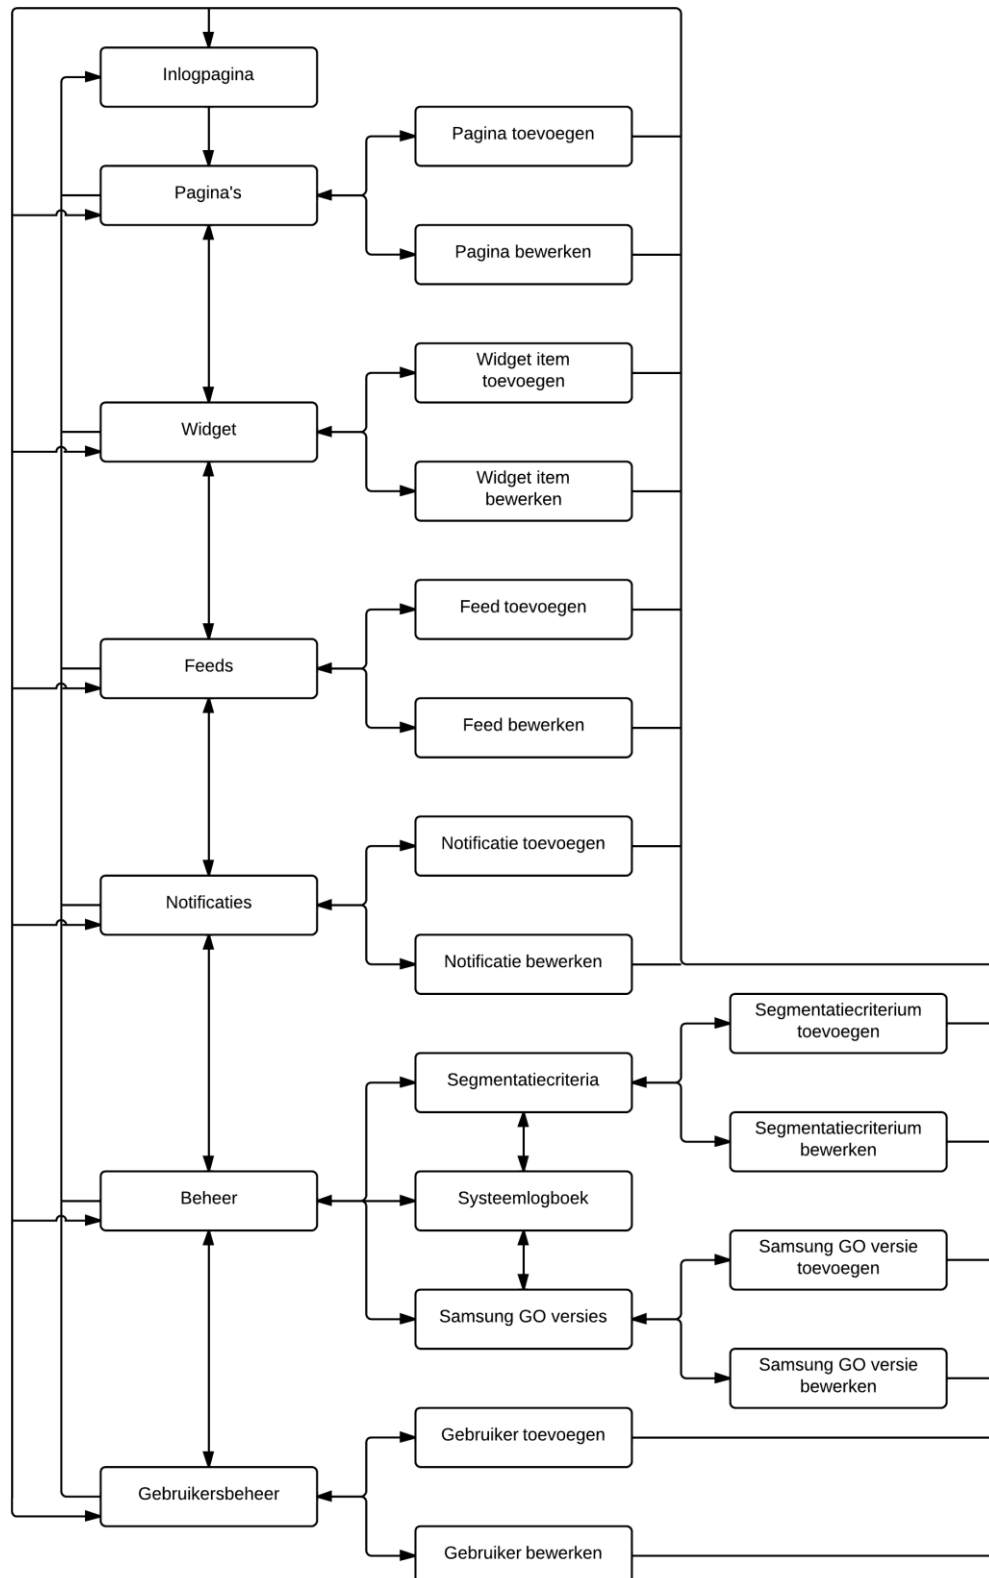 Inlogpagina
Pagina toevoegen
Pagina's
Pagina bewerken
Widget item
toevoegen
Widget
Widget item
bewerken
Feed toevoegen
Feeds
Feed bewerken
Notificatie toevoegen
Notificaties
Notificatie bewerken
Segmentatiecriterium
toevoegen
Segmentatiecriteria
Segmentatiecriterium
bewerken
Beheer
Systeemlogboek
Samsung GO versie
toevoegen
Samsung GO versies
Samsung GO versie
bewerken
Gebruiker toevoegen
Gebruikersbeheer
Gebruiker bewerken